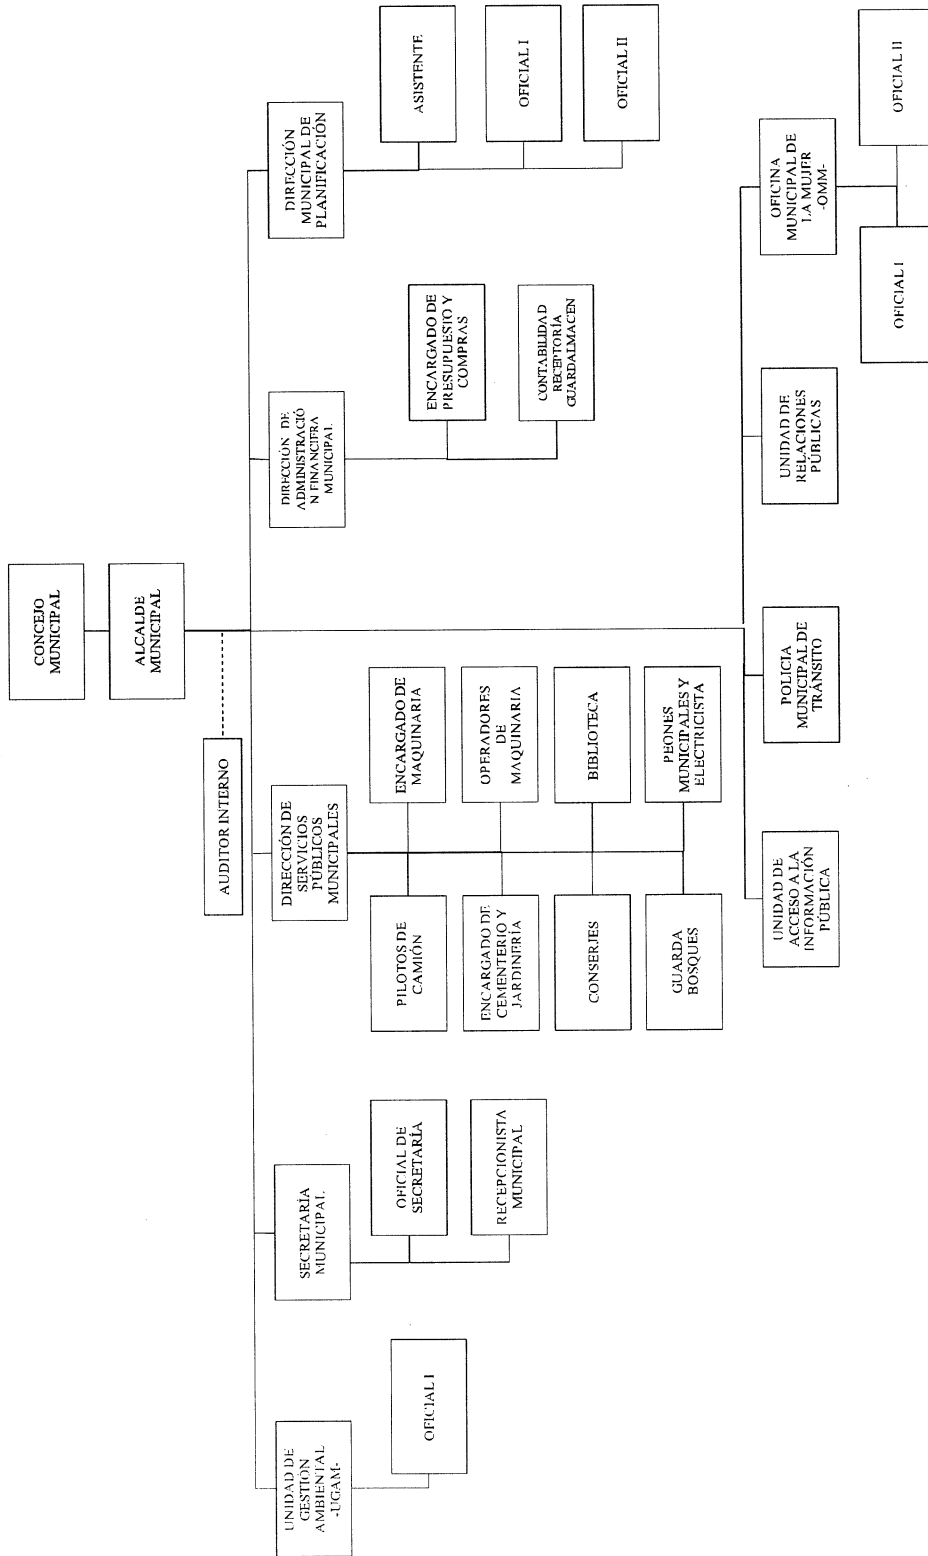 CONCEJO
MUNICIPAL
ALCALDE
MUNICIPAL
AUDITOR INTERNO
UNIDAD DE
GESTIÓN
AMBIENTAL
-UGAM-
OFICIAL I
SECRETARÍA
MUNICIPAL
OFICIAL DE
SECRETARÍA
RECEPCIONISTA
MUNICIPAL
DIRECCIÓN DE
SERVICIOS
PÚBLICOS
MUNICIPALES
PILOTOS DE
CAMIÓN
ENCARGADO DE
MAQUINARIA
ENCARGADO DE
CEMENTERIO Y
JARDINERÍA
OPERADORES
DE
MAQUINARIA
CONSERJES
BIBLIOTECA
GUARDA
BOSQUES
PEONES
MUNICIPALES Y
ELECTRICISTA
DIRECCIÓN DE
ADMINISTRACIÓ
N FINANCIERA
MUNICIPAL
ENCARGADO DE
PRESUPUESTO Y
COMPRAS
CONTABILIDAD
RECEPTORÍA
GUARDALMACEN
DIRECCIÓN
MUNICIPAL DE
PLANIFICACIÓN
ASISTENTE
OFICIAL I
OFICIAL II
UNIDAD DE
ACCESO A LA
INFORMACIÓN
PÚBLICA
POLICIA
MUNICIPAL DE
TRÁNSITO
UNIDAD DE
RELACIONES
PÚBLICAS
OFICINA
MUNICIPAL DE
LA MUJER
-OMM-
OFICIAL I
OFICIAL II